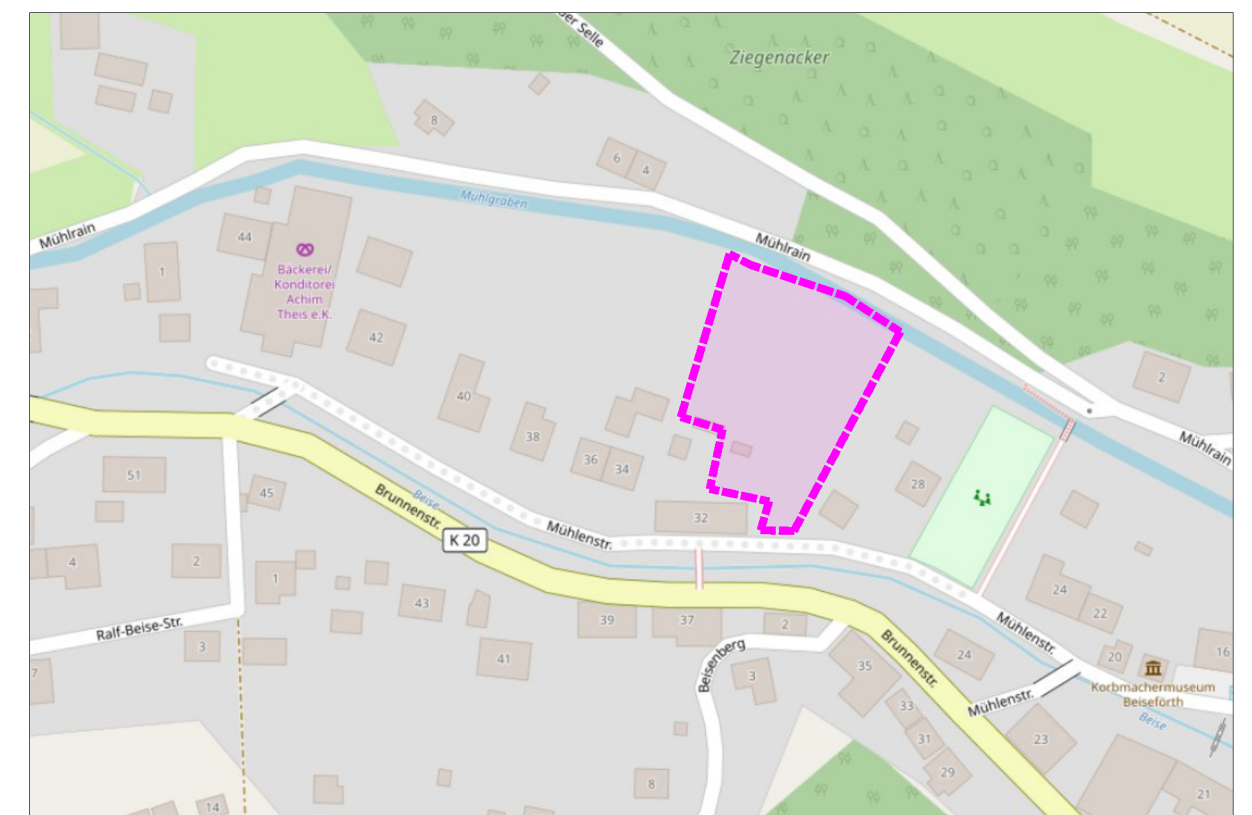 der Selle
Ziegenäcker
8
6
4
Mühlgraben
Mühlrain
44
Mühlrain
1
Bäckerei/
Konditorei
Achim
Theis e.K.
42
2
40
38
36
34
Mühlrain
51
45
Brunnenstr.
Beise
28
32
K 20
Mühlenstr.
4
2
1
43
39
37
2
24
22
Ralf-Beise-Str.
3
41
Beisenberg
3
35
Brunnenstr.
24
Mühlenstr.
20
16
7
Korbmachermuseum
Beiseförth
Mühlenstr.
33
Beise
31
23
29
8
14
21